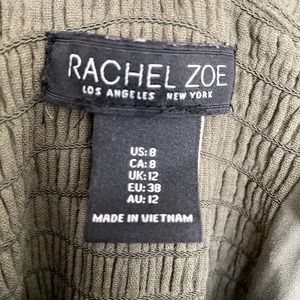 RACHEL ZOE
LOS ANGELES NEW YORK
US: 8
CA: 8
UK: 12
EU: 38
AU: 12
MADE IN VIETNAM